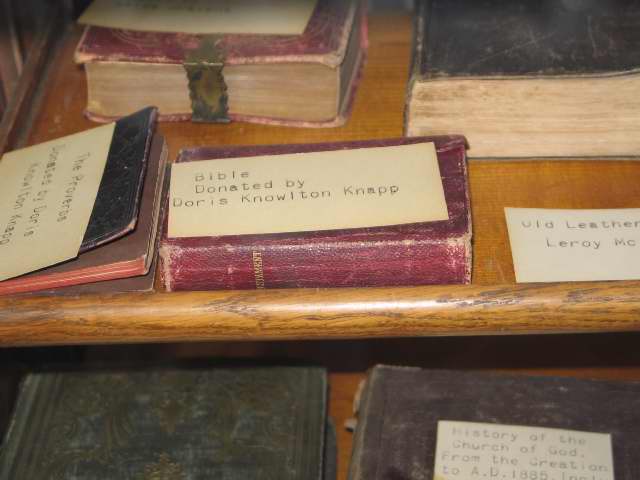 The Proverbs
Donated by Doris
Knowlton Knapp
Bible
Donated by
Doris Knowlton Knapp
Old Leather
Leroy Mc
History of the
Church of God.
From the Creation
to A.D.1885.